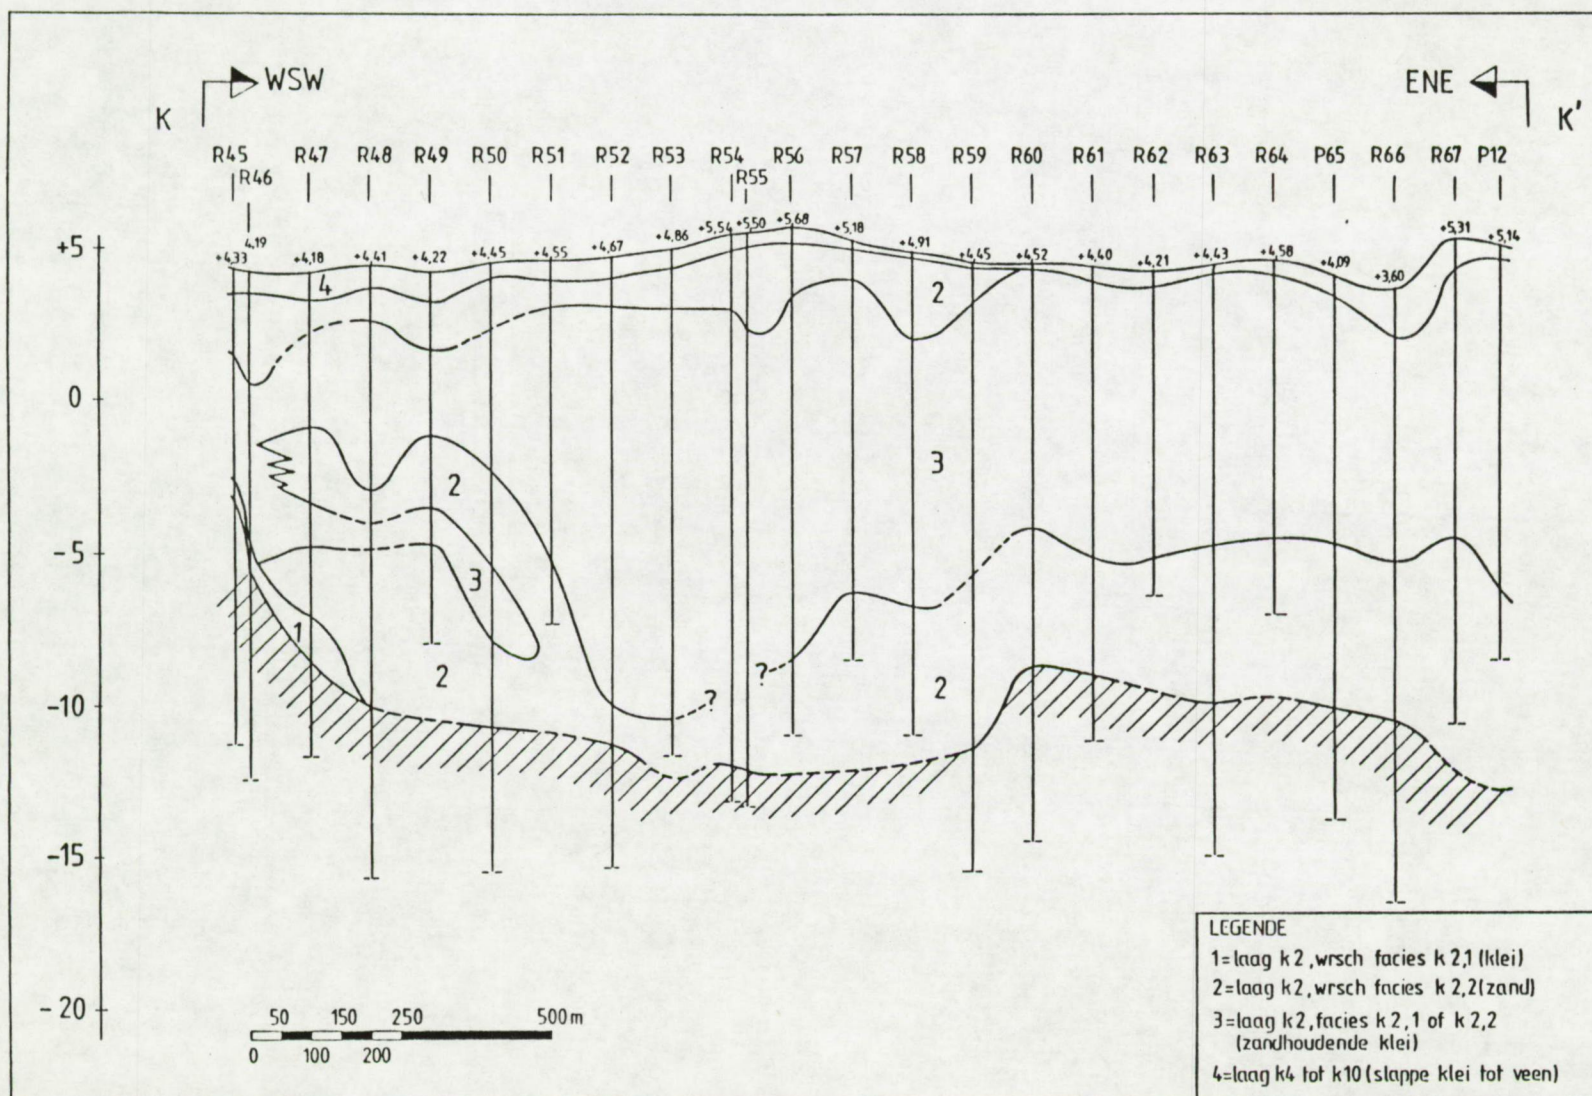 WSW
ENE
K
K'
R45
R46
R47
R48
R49
R50
R51
R52
R53
R54
R55
R56
R57
R58
R59
R60
R61
R62
R63
R64
P65
R66
R67
P12
+5
0
-5
-10
-15
-20
+4,33
4,19
+4,18
+4,41
+4,22
+4,45
+4,55
+4,67
+4,86
+5,54
+5,50
+5,68
+5,18
+4,91
+4,45
+4,52
+4,40
+4,21
+4,43
+4,58
+4,09
+3,60
+5,31
+5,14
4
2
2
3
3
1
2
2
?
?
50 150 250 500m
0 100 200
LEGENDE
1=laag k2,wrsch facies k2,1(klei)
2=laag k2,wrsch facies k2,2(zand)
3=laag k2,facies k2,1 of k2,2
(zandhoudende klei)
4=laag k4 tot k10(slappe klei tot veen)